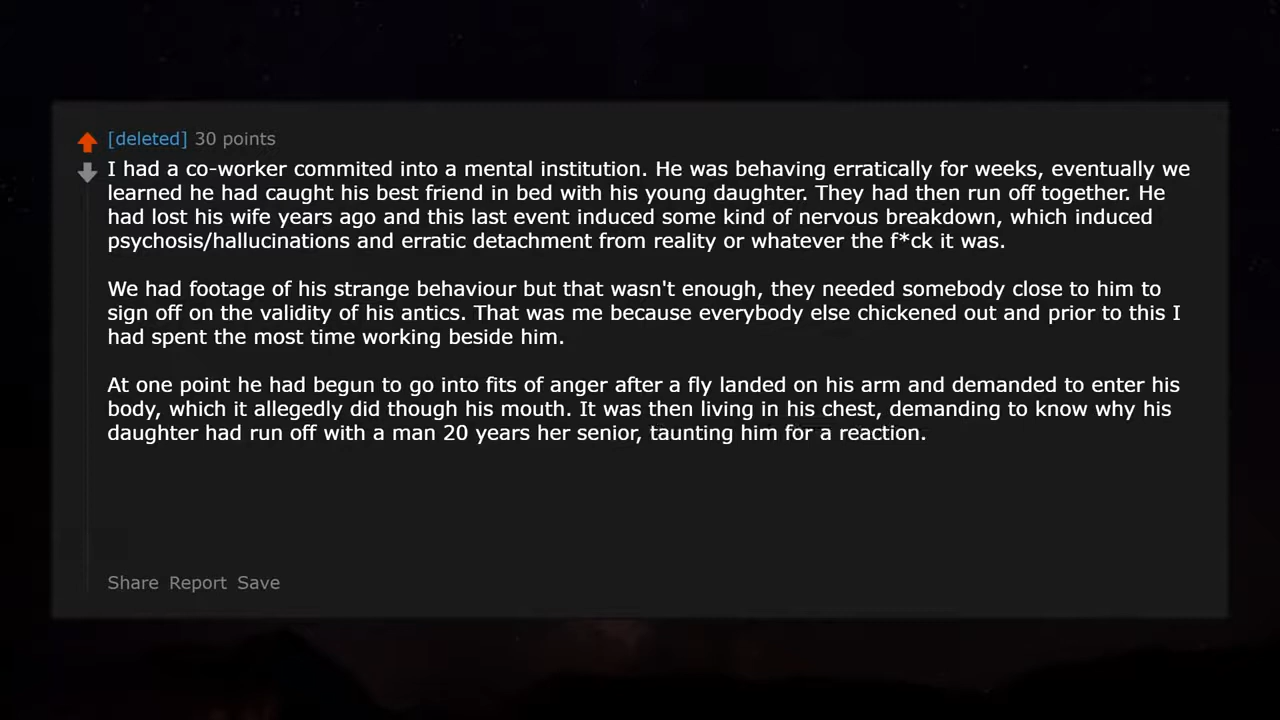 [deleted] 30 points
I had a co-worker commited into a mental institution. He was behaving erratically for weeks, eventually we
learned he had caught his best friend in bed with his young daughter. They had then run off together. He
had lost his wife years ago and this last event induced some kind of nervous breakdown, which induced
psychosis/hallucinations and erratic detachment from reality or whatever the f*ck it was.
We had footage of his strange behaviour but that wasn't enough, they needed somebody close to him to
sign off on the validity of his antics. That was me because everybody else chickened out and prior to this I
had spent the most time working beside him.
At one point he had begun to go into fits of anger after a fly landed on his arm and demanded to enter his
body, which it allegedly did though his mouth. It was then living in his chest, demanding to know why his
daughter had run off with a man 20 years her senior, taunting him for a reaction.
Share Report Save